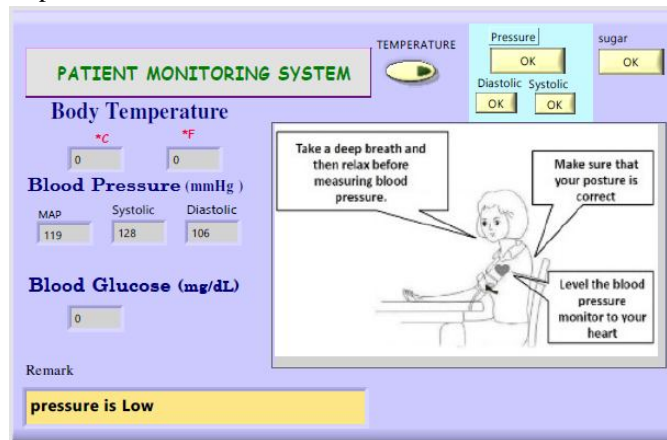 PATIENT MONITORING SYSTEM
TEMPERATURE
Pressure
OK
sugar
OK
Diastolic Systolic
OK OK
Body Temperature
*C *F
0 0
Blood Pressure (mmHg )
MAP Systolic Diastolic
119 128 106
Blood Glucose (mg/dL)
0
Take a deep breath and
then relax before
measuring blood
pressure.
Make sure that
your posture is
correct
Level the blood
pressure
monitor to your
heart
Remark
pressure is Low